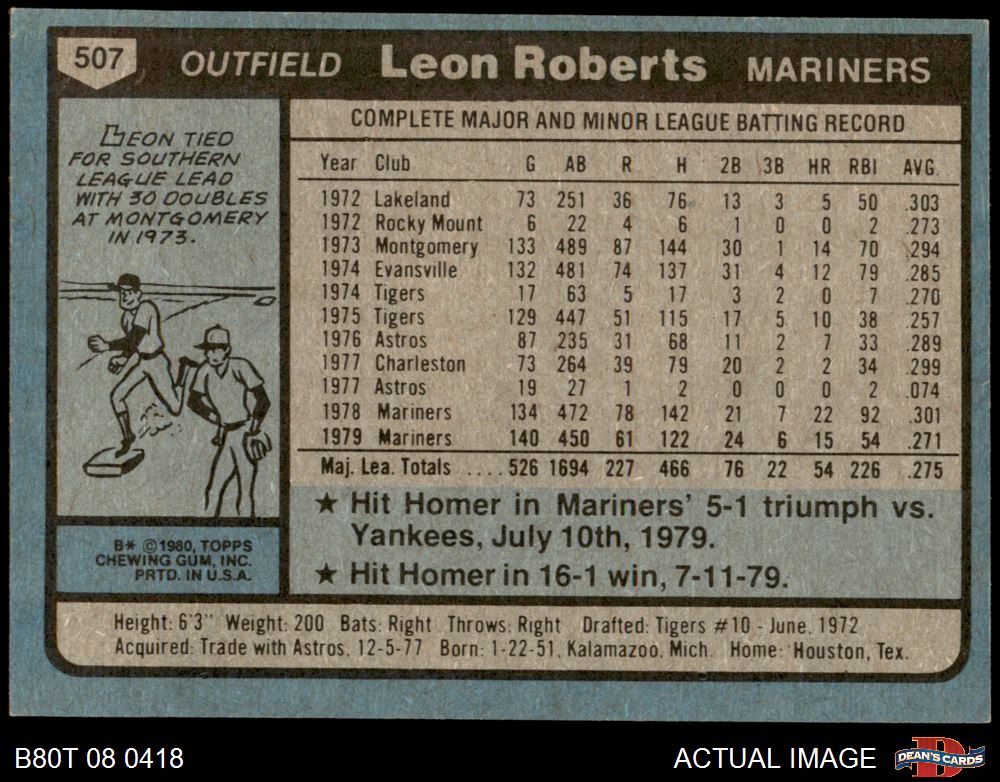 507 OUTFIELD Leon Roberts MARINERS
LEON TIED
FOR SOUTHERN
LEAGUE LEAD
WITH 30 DOUBLES
AT MONTGOMERY
IN 1973.
B* ©1980, TOPPS
CHEWING GUM, INC.
PRTD. IN U.S.A.
COMPLETE MAJOR AND MINOR LEAGUE BATTING RECORD
Year Club G AB R H 2B 3B HR RBI AVG.
1972 Lakeland 73 251 36 76 13 3 5 50 .303
1972 Rocky Mount 6 22 4 6 1 0 0 2 .273
1973 Montgomery 133 489 87 144 30 1 14 70 .294
1974 Evansville 132 481 74 137 31 4 12 79 .285
1974 Tigers 17 63 5 17 3 2 0 7 .270
1975 Tigers 129 447 51 115 17 5 10 38 .257
1976 Astros 87 235 31 68 11 2 7 33 .289
1977 Charleston 73 264 39 79 20 2 2 34 .299
1977 Astros 19 27 1 2 0 0 0 2 .074
1978 Mariners 134 472 78 142 21 7 22 92 .301
1979 Mariners 140 450 61 122 24 6 15 54 .271
Maj. Lea. Totals .... 526 1694 227 466 76 22 54 226 .275
★ Hit Homer in Mariners' 5-1 triumph vs.
Yankees, July 10th, 1979.
★ Hit Homer in 16-1 win, 7-11-79.
Height: 6'3" Weight: 200 Bats: Right Throws: Right Drafted: Tigers #10 - June, 1972
Acquired: Trade with Astros, 12-5-77 Born: 1-22-51, Kalamazoo, Mich. Home: Houston, Tex.
B80T 08 0418 ACTUAL IMAGE D DEAN'S CARDS